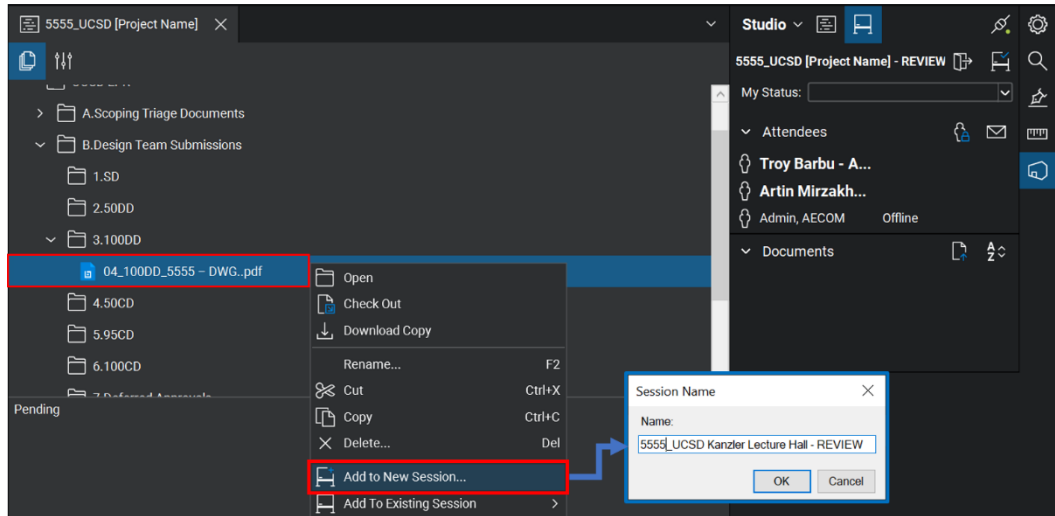 5555_UCSD [Project Name]
A.Scoping Triage Documents
B.Design Team Submissions
1.SD
2.50DD
3.100DD
04_100DD_5555 – DWG..pdf
4.50CD
5.95CD
6.100CD
7.Deferred Approvals
Pending
Open
Check Out
Download Copy
Rename... F2
Cut Ctrl+X
Copy Ctrl+C
Delete... Del
Add to New Session...
Add To Existing Session
Studio
5555_UCSD [Project Name] - REVIEW
My Status:
Attendees
Troy Barbu - A...
Artin Mirzakh...
Admin, AECOM Offline
Documents
A
Z
Session Name
Name:
5555_UCSD Kanzler Lecture Hall - REVIEW
OK Cancel